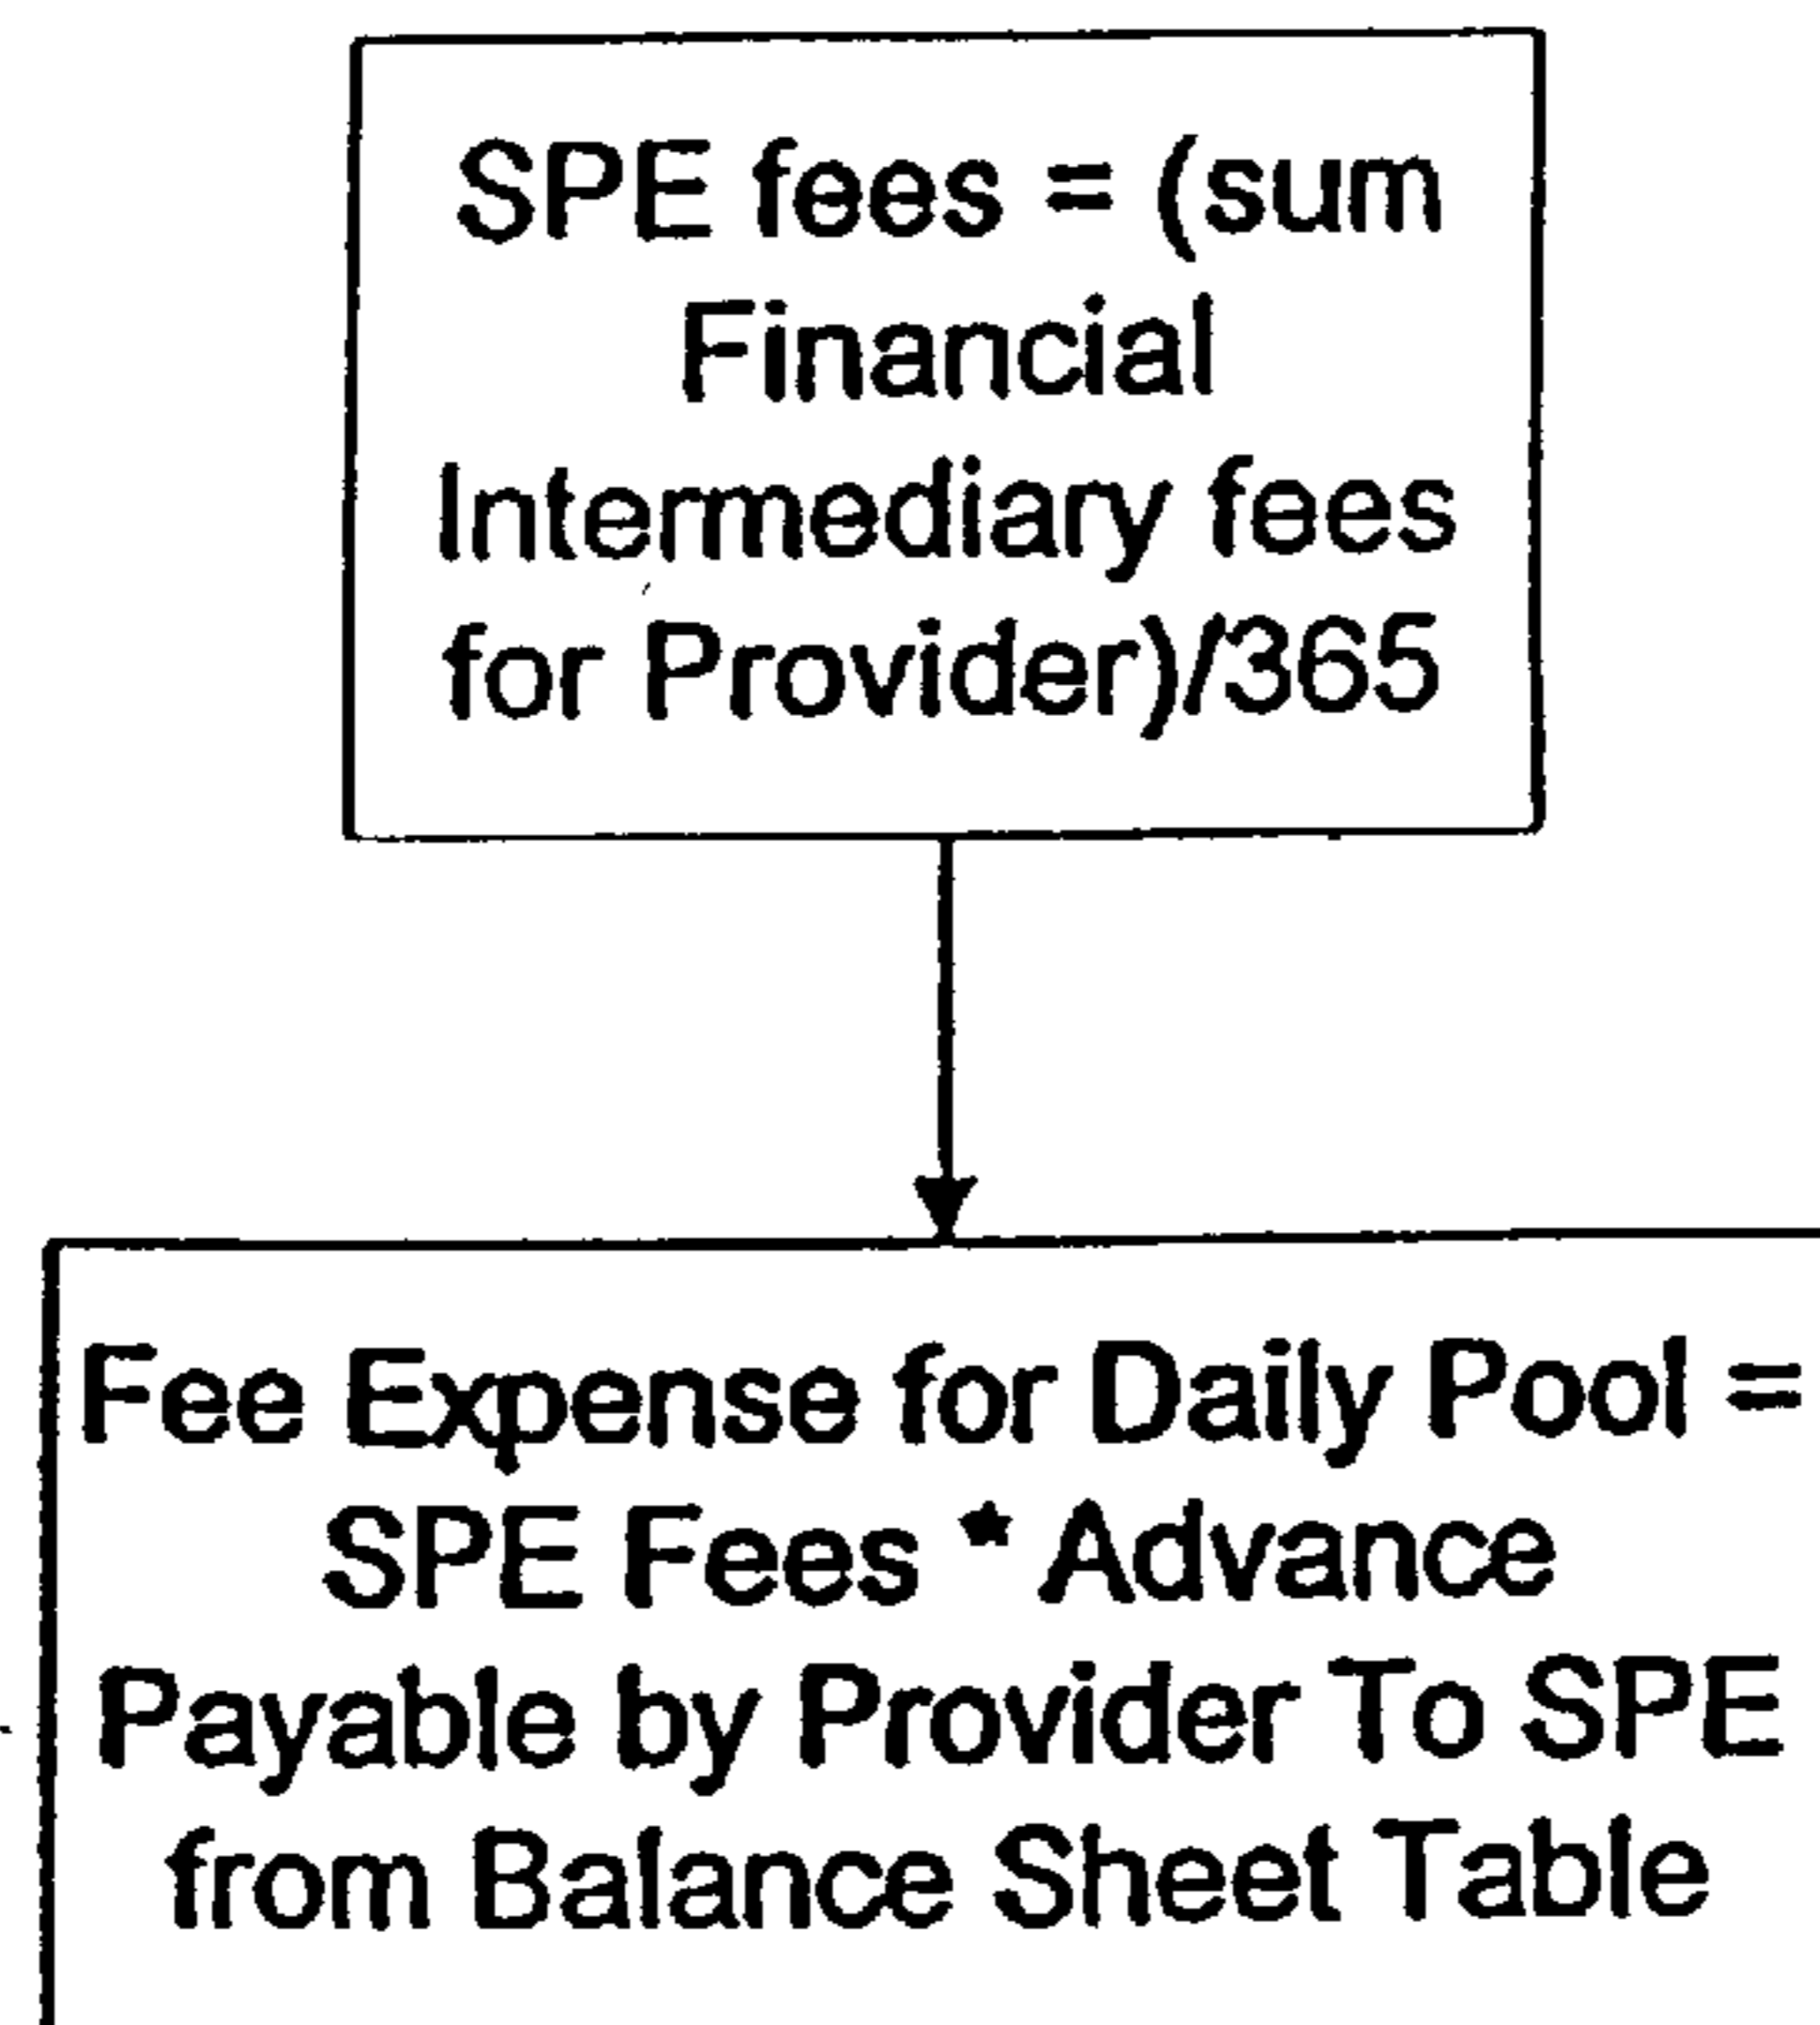 SPE fees = (sum
Financial
Intermediary fees
for Provider)/365
Fee Expense for Daily Pool =
SPE Fees * Advance
Payable by Provider To SPE
from Balance Sheet Table